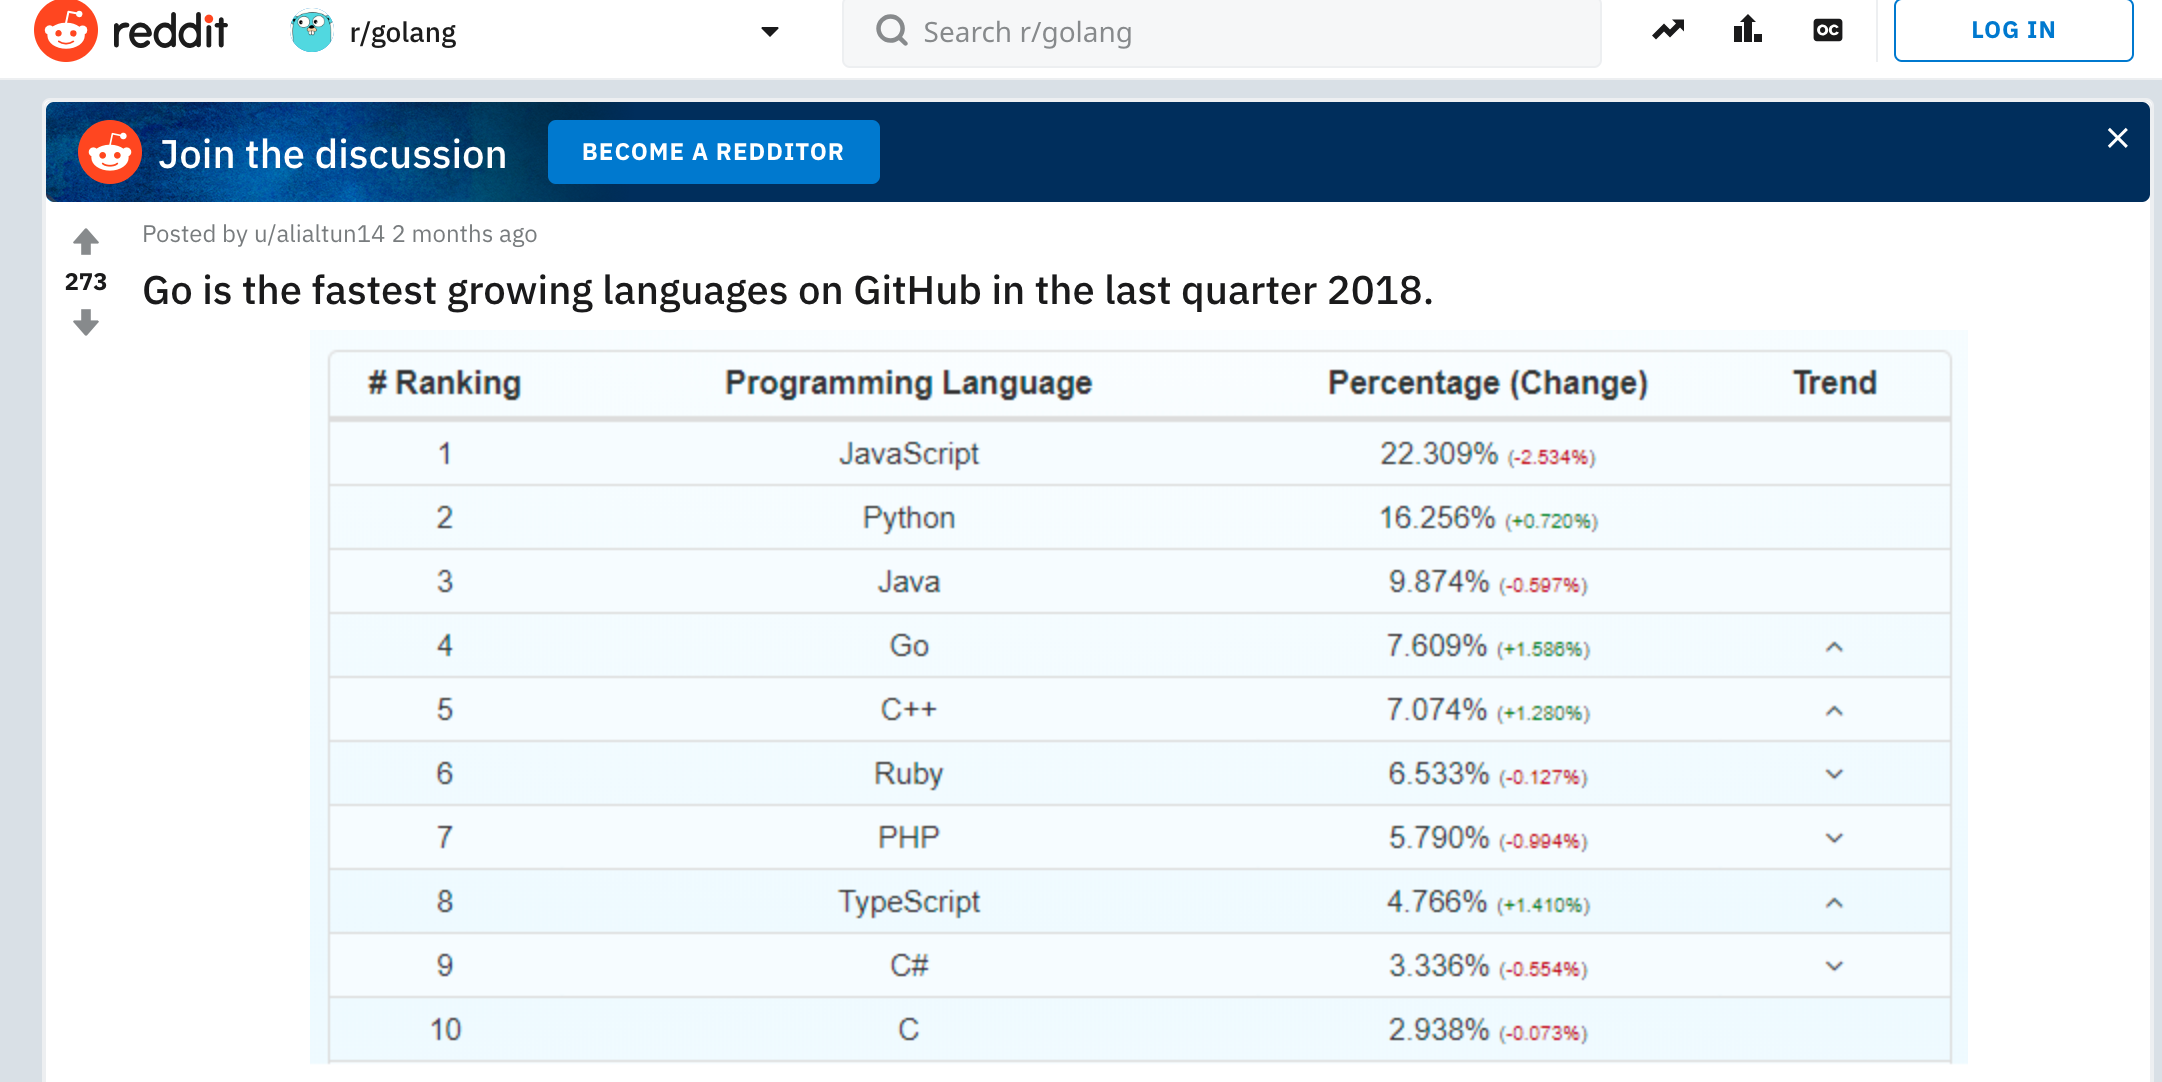 reddit r/golang Search r/golang OC LOG IN
Join the discussion BECOME A REDDITOR
Posted by u/alialtun14 2 months ago
273
Go is the fastest growing languages on GitHub in the last quarter 2018.
# Ranking Programming Language Percentage (Change) Trend
1 JavaScript 22.309% (-2.534%)
2 Python 16.256% (+0.720%)
3 Java 9.874% (-0.597%)
4 Go 7.609% (+1.586%)
5 C++ 7.074% (+1.280%)
6 Ruby 6.533% (-0.127%)
7 PHP 5.790% (-0.994%)
8 TypeScript 4.766% (+1.410%)
9 C# 3.336% (-0.554%)
10 C 2.938% (-0.073%)